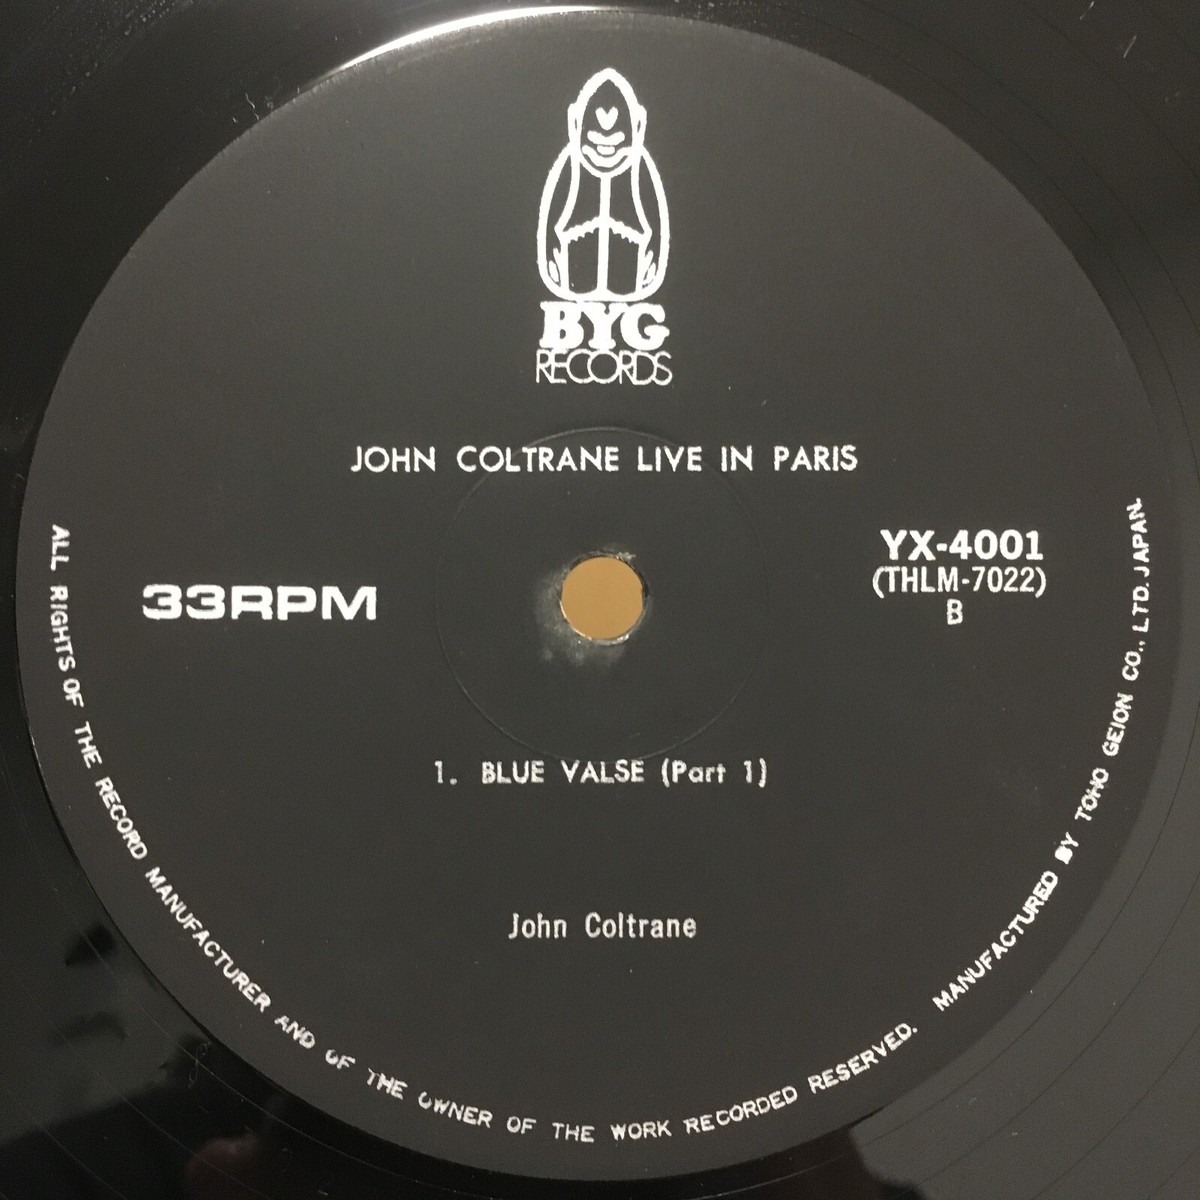 BYG
RECORDS
JOHN COLTRANE LIVE IN PARIS
33RPM
YX-4001
(THLM-7022)
B
1. BLUE VALSE (Part 1)
John Coltrane
ALL RIGHTS OF THE RECORD MANUFACTURER AND OF THE OWNER OF THE WORK RECORDED RESERVED. MANUFACTURED BY TOHO GEION CO., LTD. JAPAN.